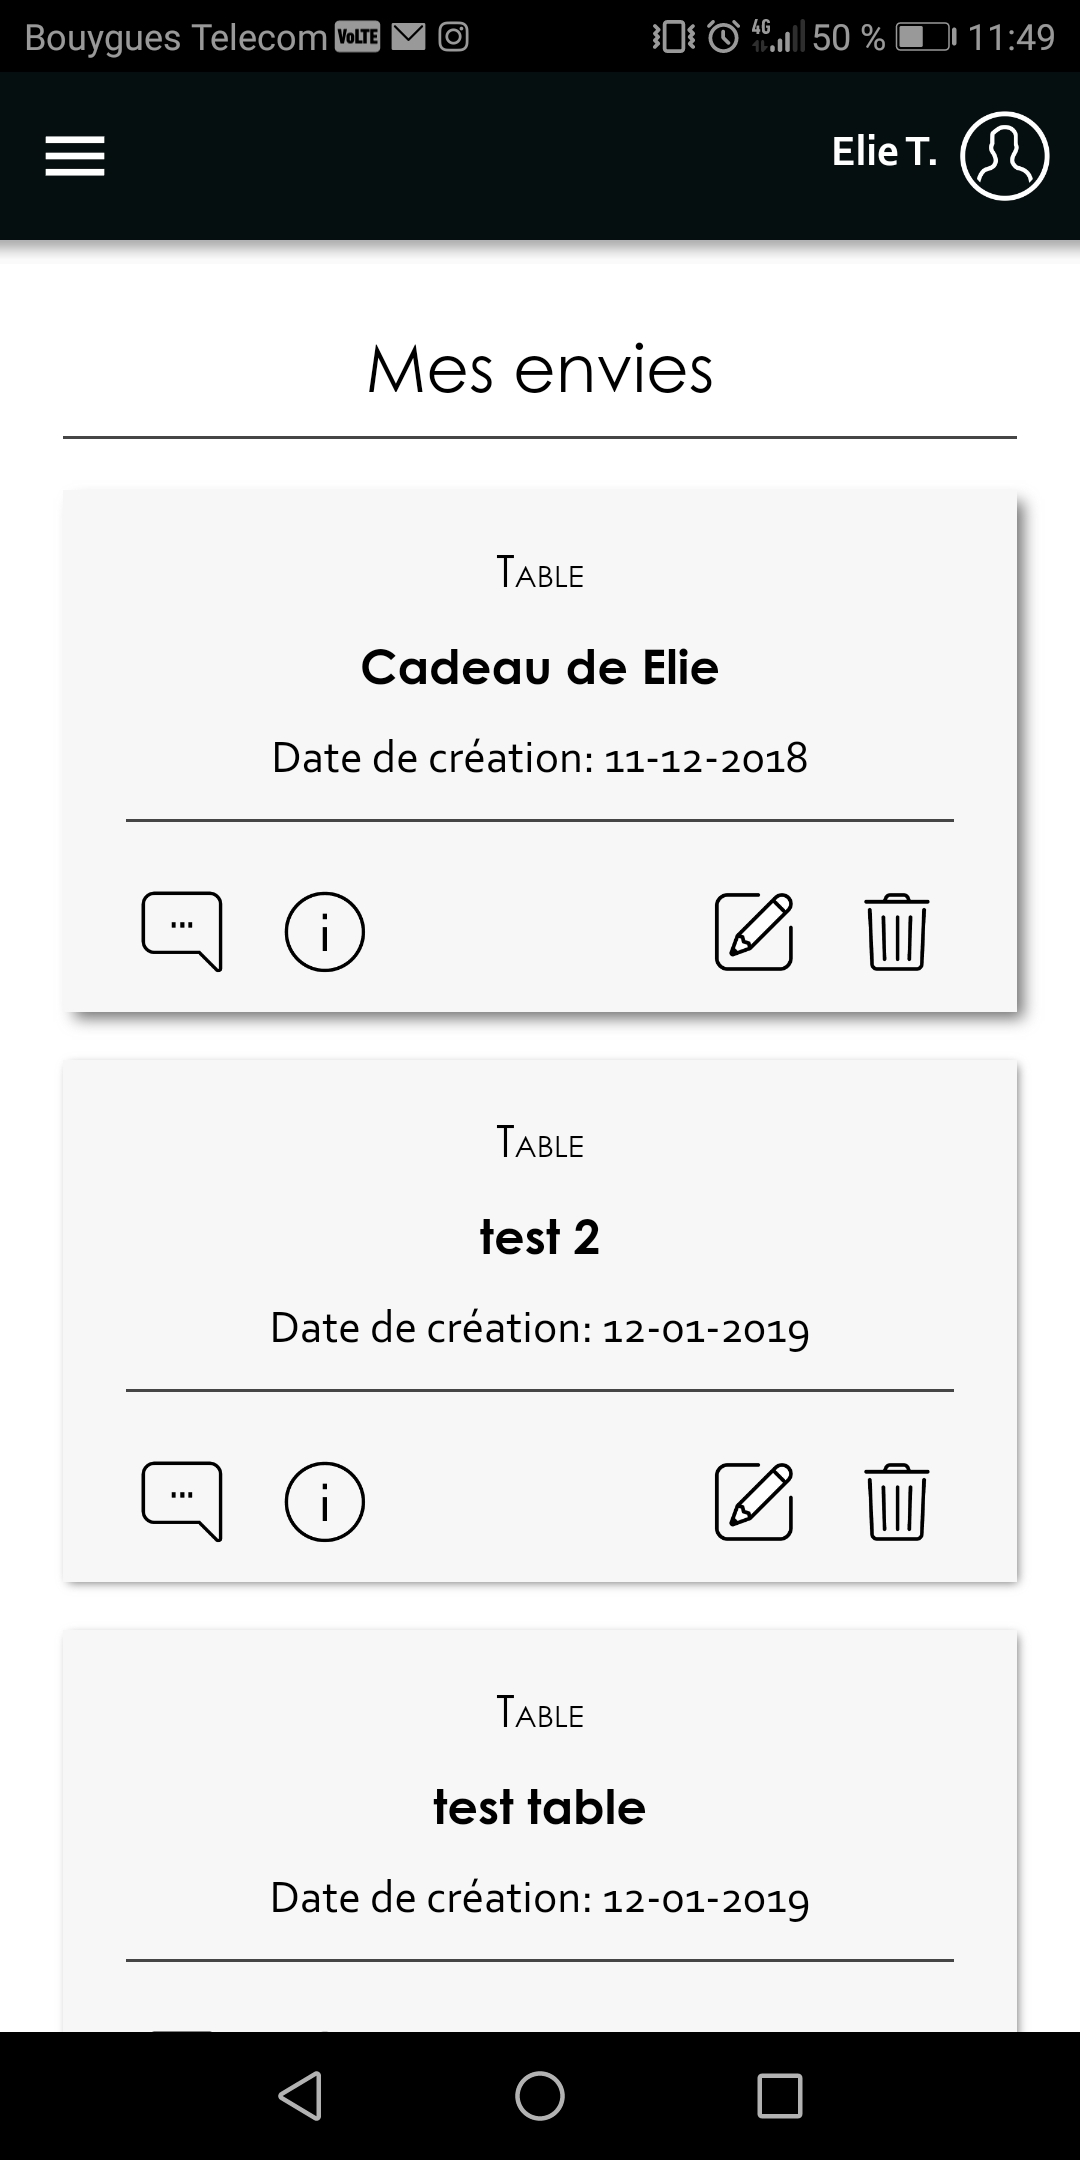 Bouygues Telecom VoLTE 4G 50 % 11:49
Elie T.
Mes envies
Table
Cadeau de Elie
Date de création: 11-12-2018
Table
test 2
Date de création: 12-01-2019
Table
test table
Date de création: 12-01-2019